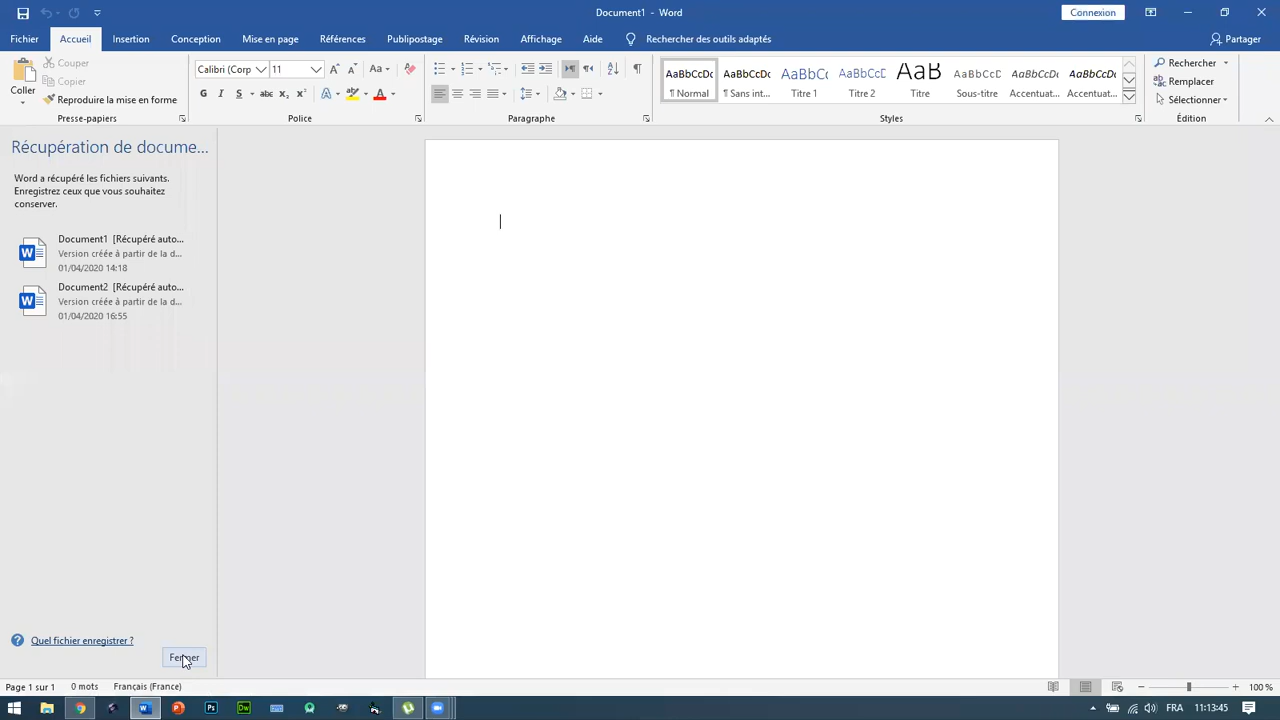 Document1 - Word
Connexion
Fichier
Accueil
Insertion
Conception
Mise en page
Références
Publipostage
Révision
Affichage
Aide
Rechercher des outils adaptés
Partager
Coller
Couper
Copier
Reproduire la mise en forme
Presse-papiers
Calibri (Corp
11
Police
Paragraphe
AaBbCcDc
¶ Normal
AaBbCcDc
¶ Sans int...
AaBbCc
Titre 1
AaBbCcD
Titre 2
AaB
Titre
AaBbCcD
Sous-titre
AaBbCcDc
Accentuat...
AaBbCcDc
Accentuat...
Styles
Rechercher
Remplacer
Sélectionner
Édition
Récupération de docume...
Word a récupéré les fichiers suivants.
Enregistrez ceux que vous souhaitez
conserver.
Document1 [Récupéré auto...
Version créée à partir de la d...
01/04/2020 14:18
Document2 [Récupéré auto...
Version créée à partir de la d...
01/04/2020 16:55
Quel fichier enregistrer ?
Fermer
Page 1 sur 1
0 mots
Français (France)
100 %
FRA
11:13:45